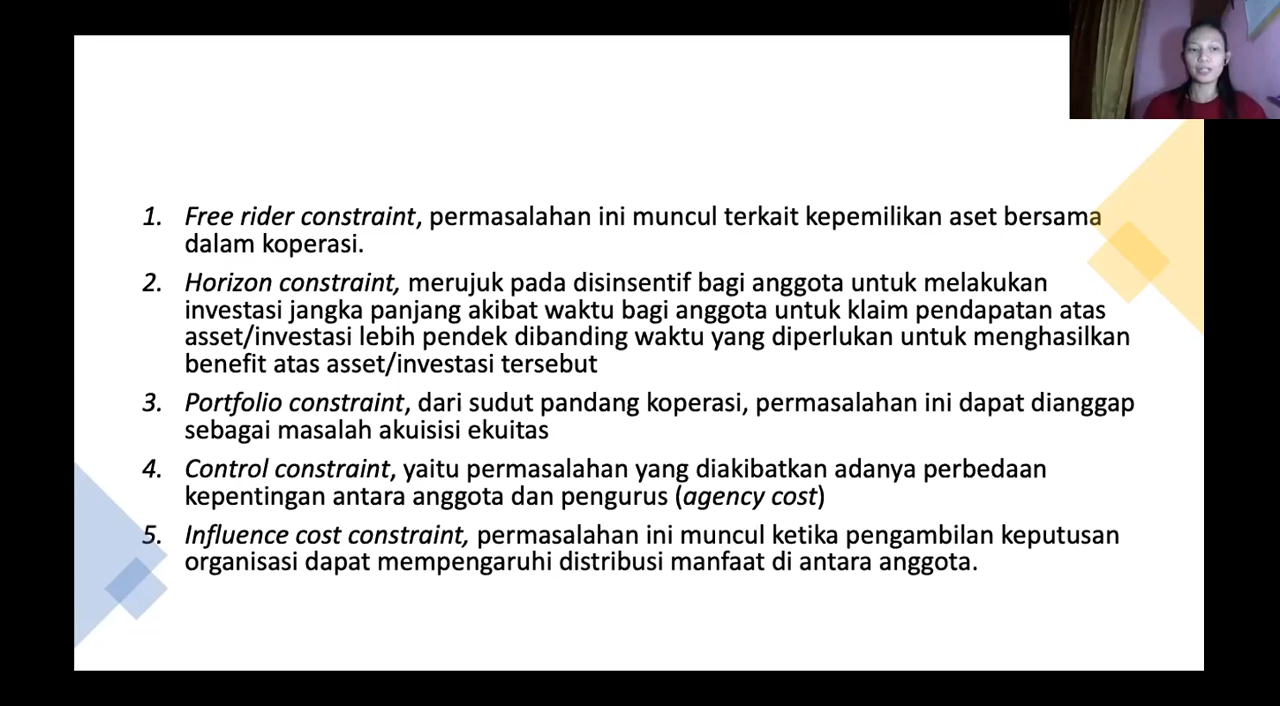 1. Free rider constraint, permasalahan ini muncul terkait kepemilikan aset bersama
dalam koperasi.
2. Horizon constraint, merujuk pada disinsentif bagi anggota untuk melakukan
investasi jangka panjang akibat waktu bagi anggota untuk klaim pendapatan atas
asset/investasi lebih pendek dibanding waktu yang diperlukan untuk menghasilkan
benefit atas asset/investasi tersebut
3. Portfolio constraint, dari sudut pandang koperasi, permasalahan ini dapat dianggap
sebagai masalah akuisisi ekuitas
4. Control constraint, yaitu permasalahan yang diakibatkan adanya perbedaan
kepentingan antara anggota dan pengurus (agency cost)
5. Influence cost constraint, permasalahan ini muncul ketika pengambilan keputusan
organisasi dapat mempengaruhi distribusi manfaat di antara anggota.